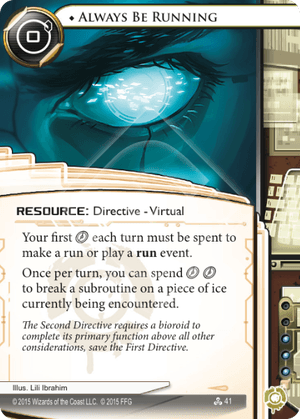 ♦ ALWAYS BE RUNNING
0
RESOURCE: Directive - Virtual
Your first each turn must be spent to
make a run or play a run event.
Once per turn, you can spend
to break a subroutine on a piece of ice
currently being encountered.
The Second Directive requires a bioroid to
complete its primary function above all other
considerations, save the First Directive.
Illus. Lili Ibrahim
© 2015 Wizards of the Coast LLC. © 2015 FFG
41